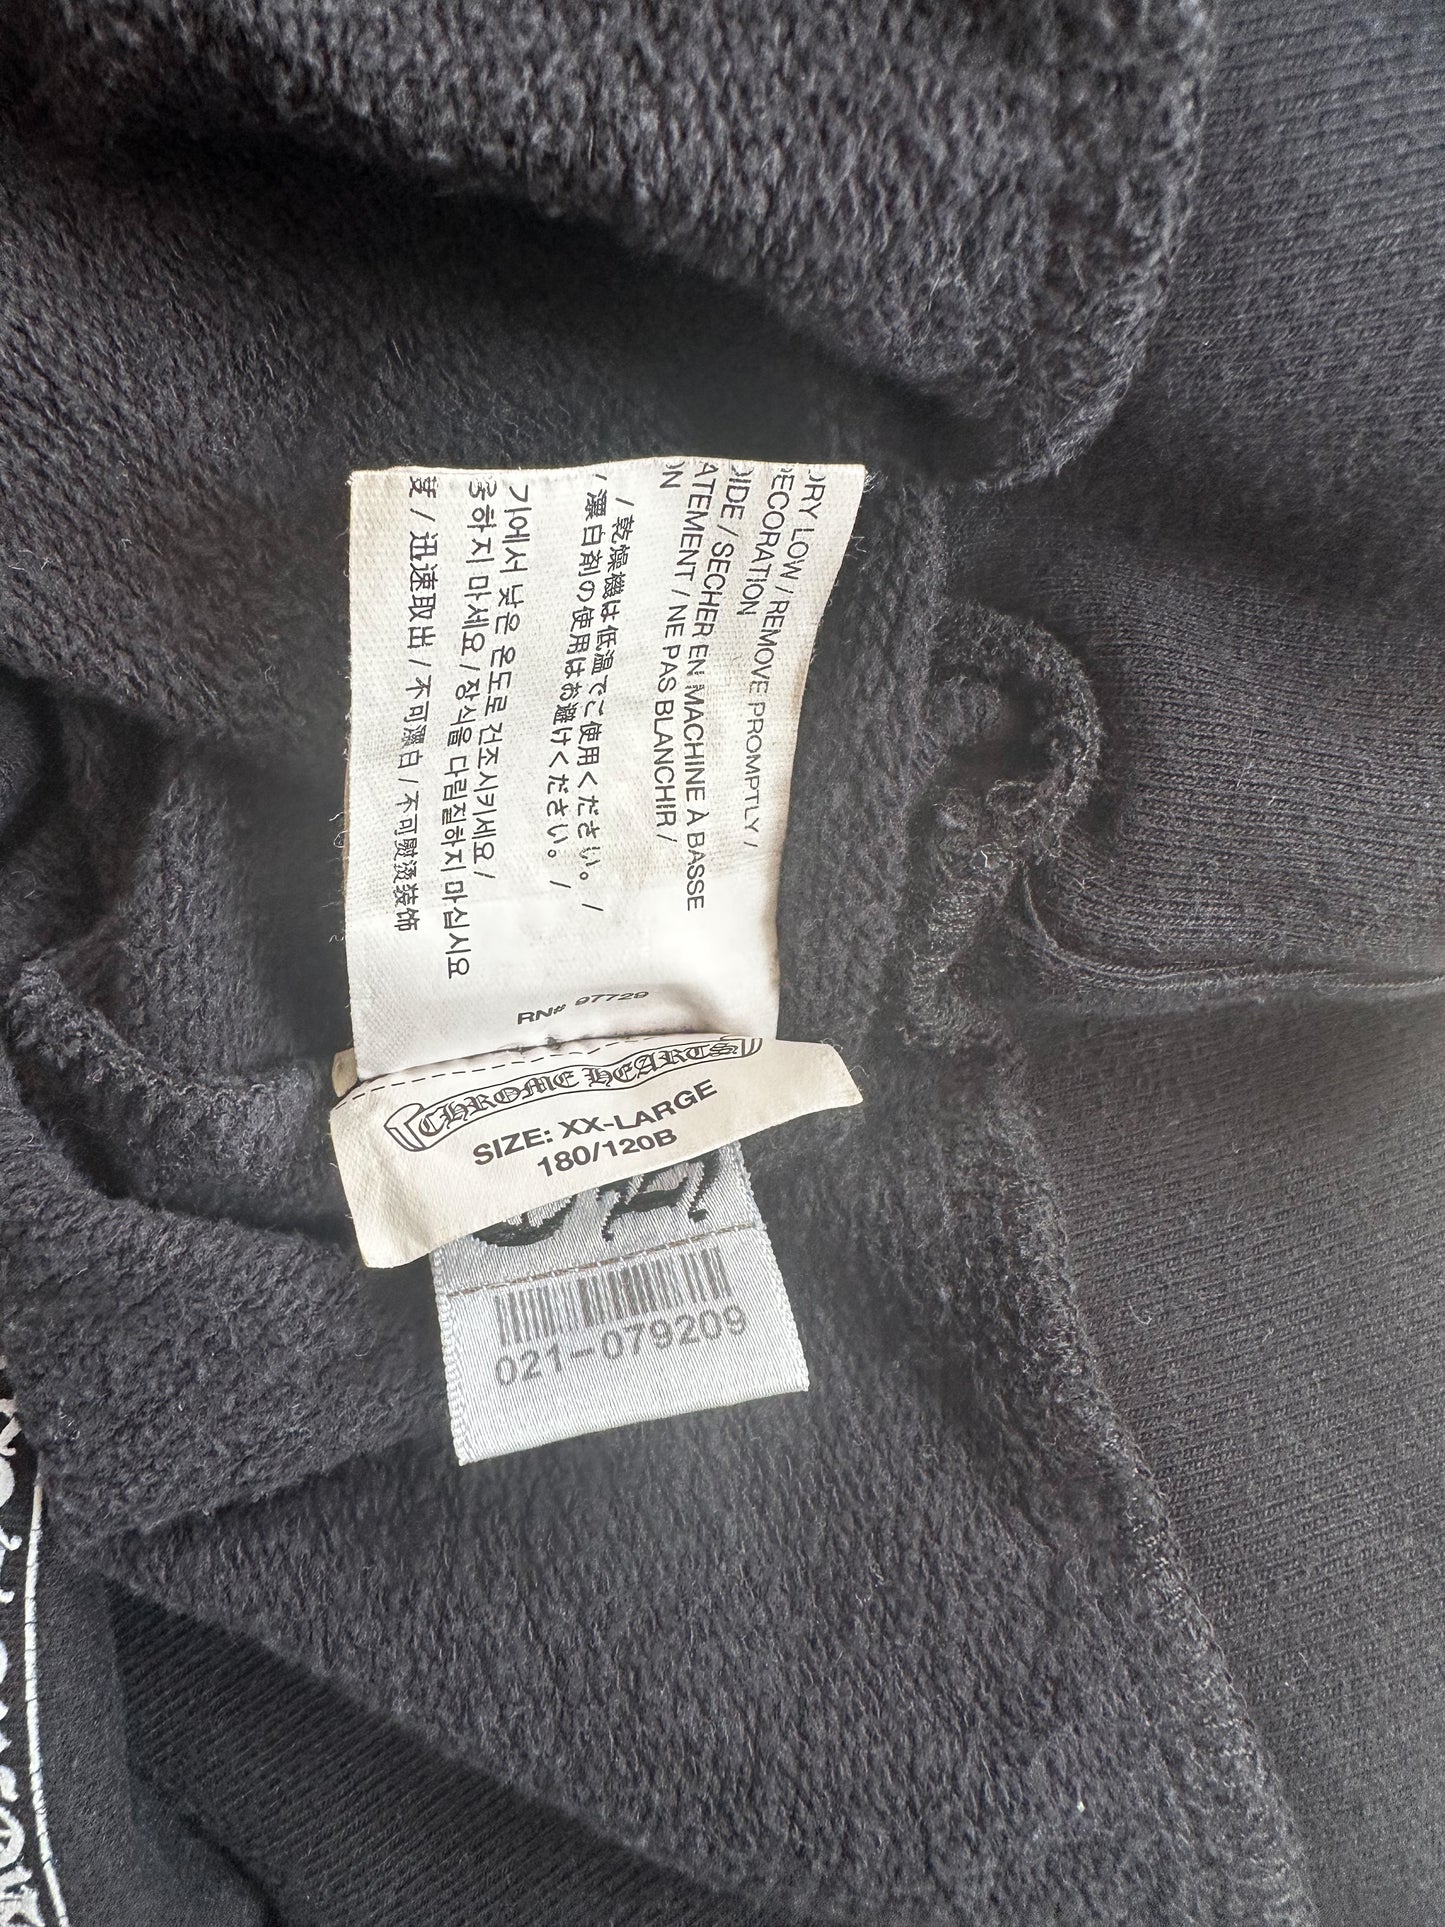 DRY LOW / REMOVE PROMPTLY /
DECORATION
SECHER EN MACHINE À BASSE
NE PAS BLANCHIR /
/ 乾燥機は低温でご使用ください。 /
/ 漂白剤の使用はお避けください。 /
기에서 낮은 온도로 건조시키세요 /
하지 마세요 / 장식을 다림질하지 마십시요
/ 迅速取出 / 不可漂白 / 不可熨烫装饰
RN# 97729
CHROME HEARTS
SIZE: XX-LARGE
180/120B
021-079209